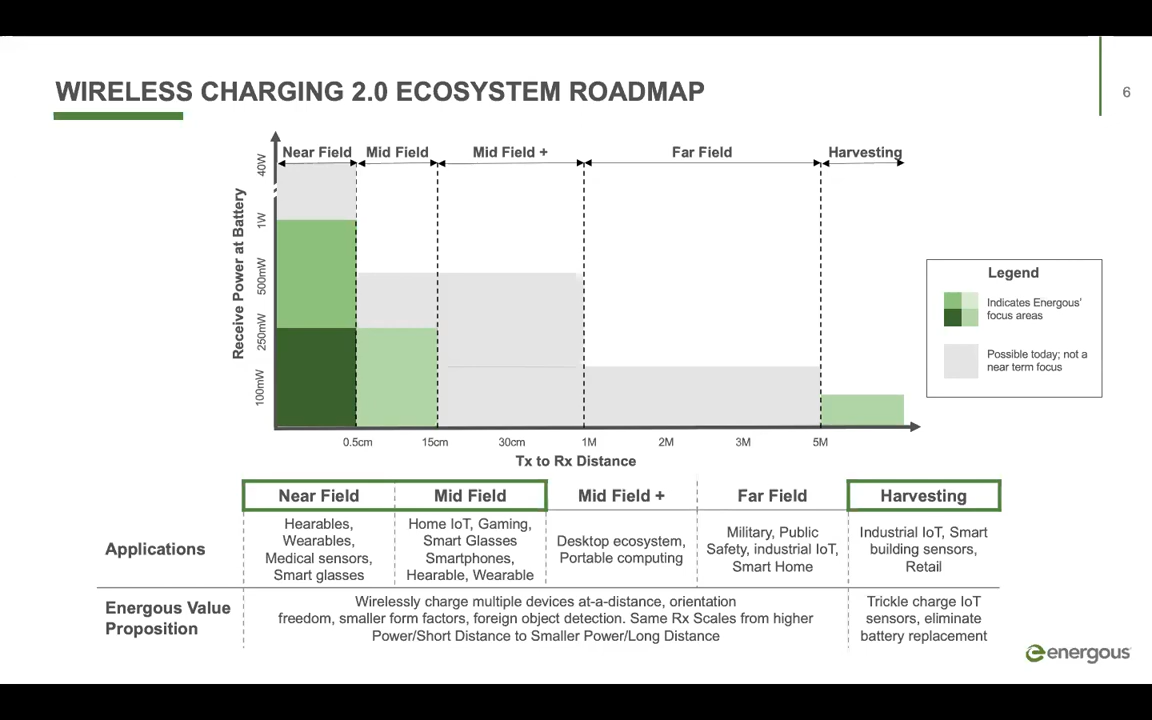 WIRELESS CHARGING 2.0 ECOSYSTEM ROADMAP
6
Near Field
Mid Field
Mid Field +
Far Field
Harvesting
Receive Power at Battery
40W
1W
500mW
250mW
100mW
0.5cm
15cm
30cm
1M
2M
3M
5M
Tx to Rx Distance
Legend
Indicates Energous'
focus areas
Possible today; not a
near term focus
Near Field
Mid Field
Mid Field +
Far Field
Harvesting
Applications
Hearables,
Wearables,
Medical sensors,
Smart glasses
Home IoT, Gaming,
Smart Glasses
Smartphones,
Hearable, Wearable
Desktop ecosystem,
Portable computing
Military, Public
Safety, industrial IoT,
Smart Home
Industrial IoT, Smart
building sensors,
Retail
Energous Value
Proposition
Wirelessly charge multiple devices at-a-distance, orientation
freedom, smaller form factors, foreign object detection. Same Rx Scales from higher
Power/Short Distance to Smaller Power/Long Distance
Trickle charge IoT
sensors, eliminate
battery replacement
energous